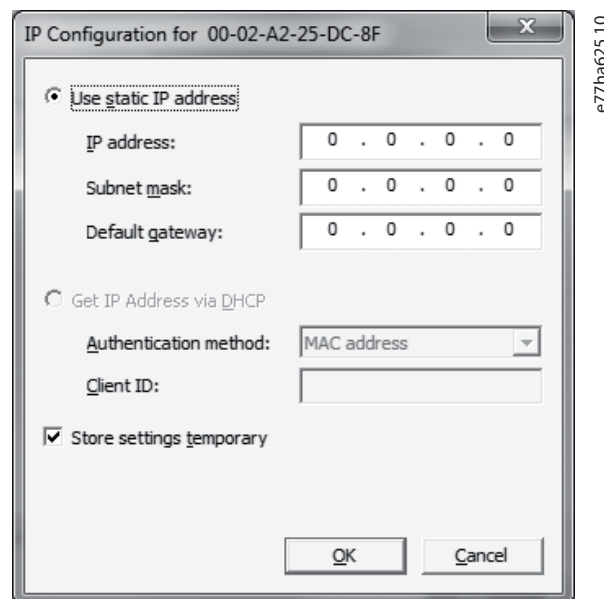 IP Configuration for 00-02-A2-25-DC-8F
X
Use static IP address
IP address: 0 . 0 . 0 . 0
Subnet mask: 0 . 0 . 0 . 0
Default gateway: 0 . 0 . 0 . 0
Get IP Address via DHCP
Authentication method: MAC address
Client ID:
Store settings temporary
OK Cancel
e77ha625.10